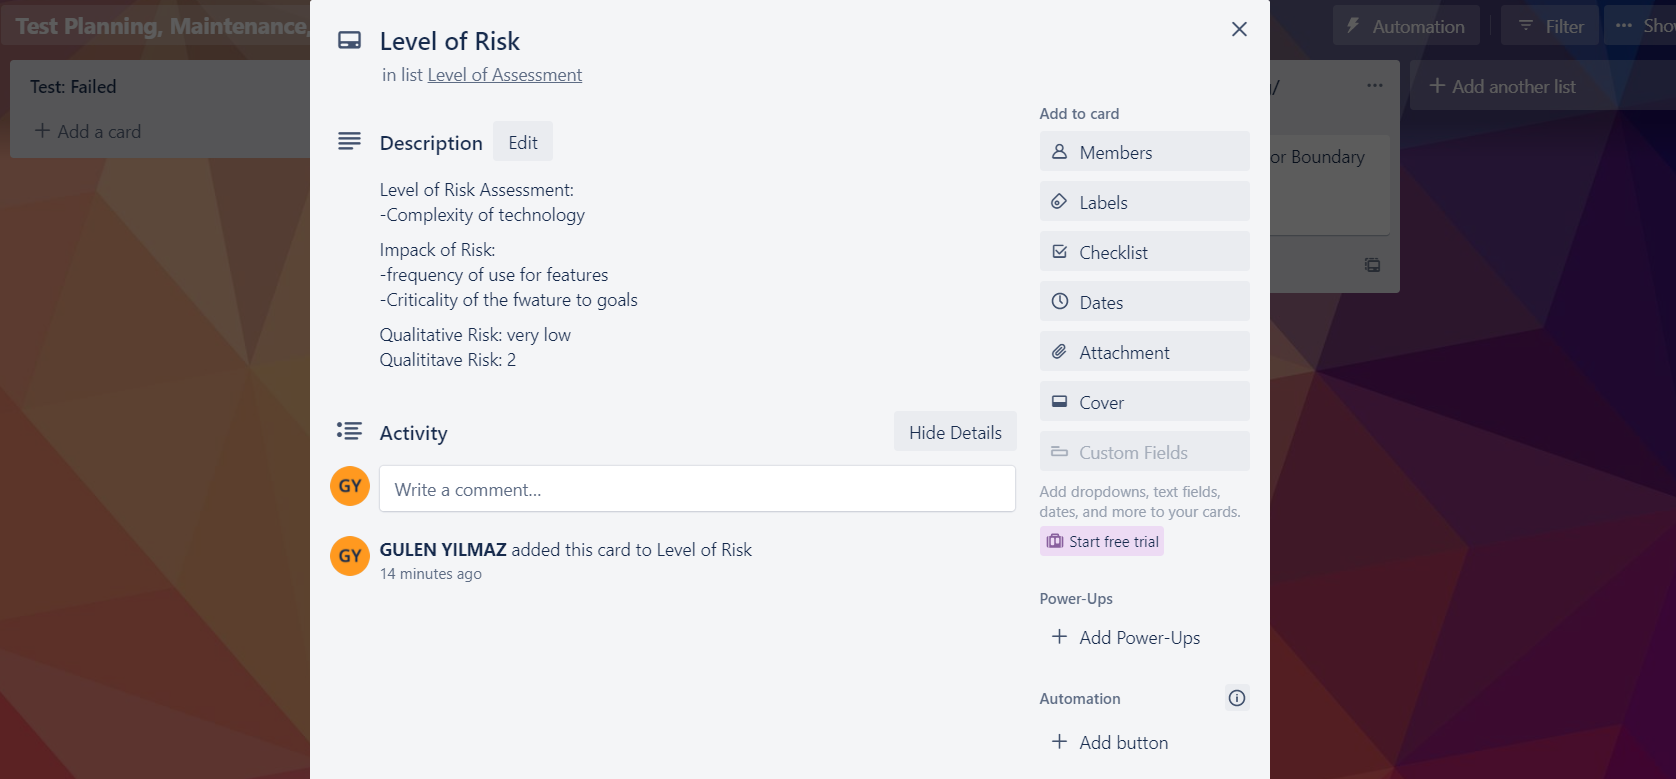 Test Planning, Maintenance,
Automation
Filter
Test: Failed
+ Add a card
+ Add another list
or Boundary
Level of Risk
in list Level of Assessment
Description
Edit
Level of Risk Assessment:
-Complexity of technology
Impack of Risk:
-frequency of use for features
-Criticality of the fwature to goals
Qualitative Risk: very low
Qualititave Risk: 2
Activity
Hide Details
GY
Write a comment...
GY
GULEN YILMAZ added this card to Level of Risk
14 minutes ago
Add to card
Members
Labels
Checklist
Dates
Attachment
Cover
Custom Fields
Add dropdowns, text fields,
dates, and more to your cards.
Start free trial
Power-Ups
+ Add Power-Ups
Automation
+ Add button